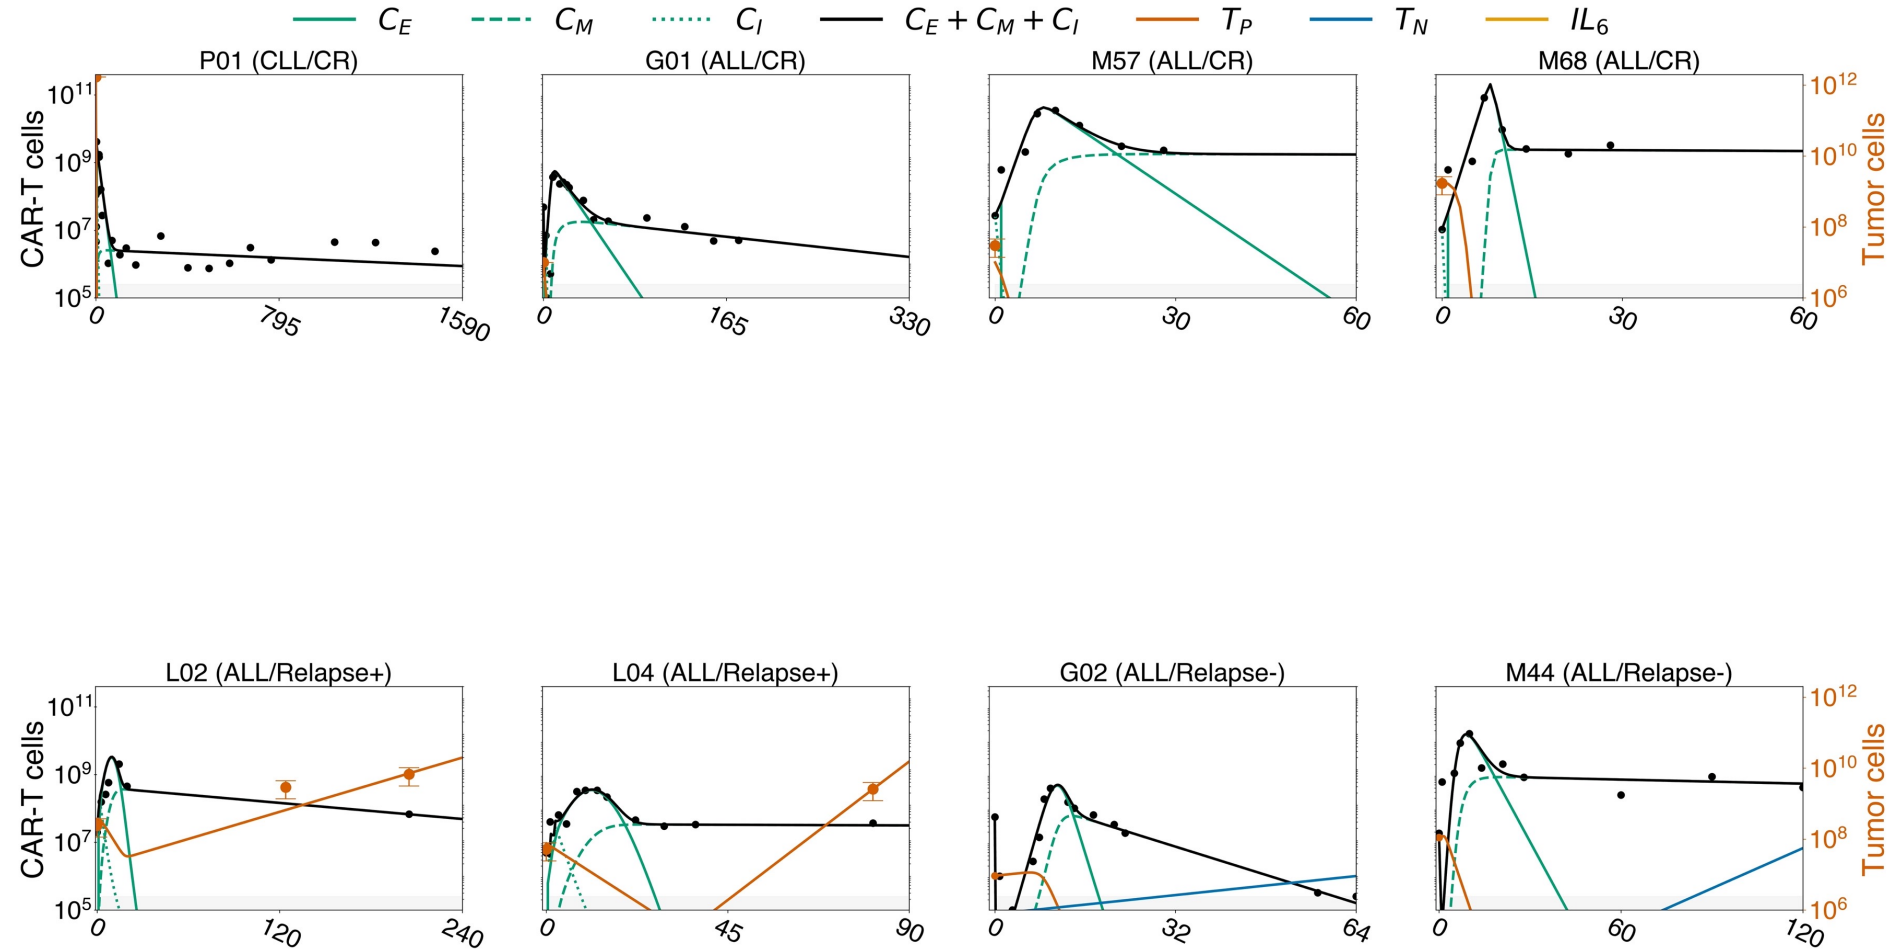 C_E C_M C_I C_E + C_M + C_I T_P T_N IL_6
P01 (CLL/CR) G01 (ALL/CR) M57 (ALL/CR) M68 (ALL/CR)
CAR-T cells
10^11
10^9
10^7
10^5
10^12
10^10
10^8
10^6
Tumor cells
0 795 1590 0 165 330 0 30 60 0 30 60
L02 (ALL/Relapse+) L04 (ALL/Relapse+) G02 (ALL/Relapse-) M44 (ALL/Relapse-)
CAR-T cells
10^11
10^9
10^7
10^5
10^12
10^10
10^8
10^6
Tumor cells
0 120 240 0 45 90 0 32 64 0 60 120